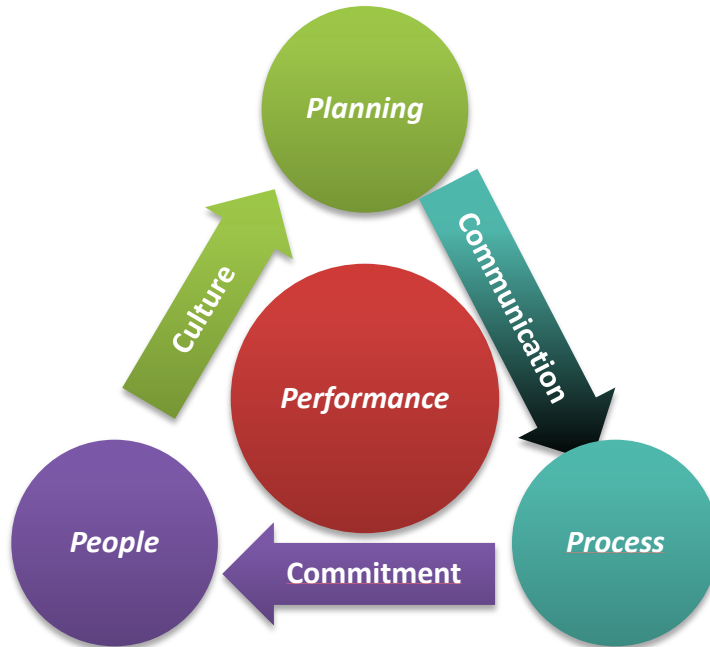 Planning
Communication
Culture
Performance
People
Commitment
Process